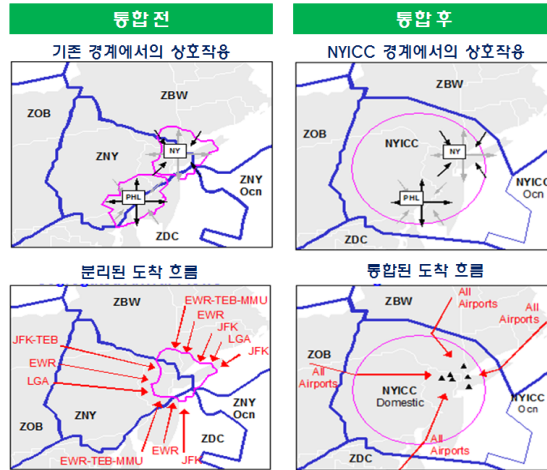 통합 전
통합 후
기존 경계에서의 상호작용
NYICC 경계에서의 상호작용
ZBW
ZOB
ZNY
NY
PHL
ZNY
Ocn
ZDC
ZBW
ZOB
NYICC
NY
PHL
NYICC
Ocn
ZDC
분리된 도착 흐름
통합된 도착 흐름
ZBW
EWR-TEB-MMU
EWR
JFK
LGA
JFK
JFK-TEB
EWR
LGA
ZNY
ZNY
Ocn
ZOB
ZDC
EWR
EWR-TEB-MMU
JFK
ZBW
All
Airports
All
Airports
ZOB
All
Airports
NYICC
Domestic
NYICC
Ocn
All
Airports
ZDC